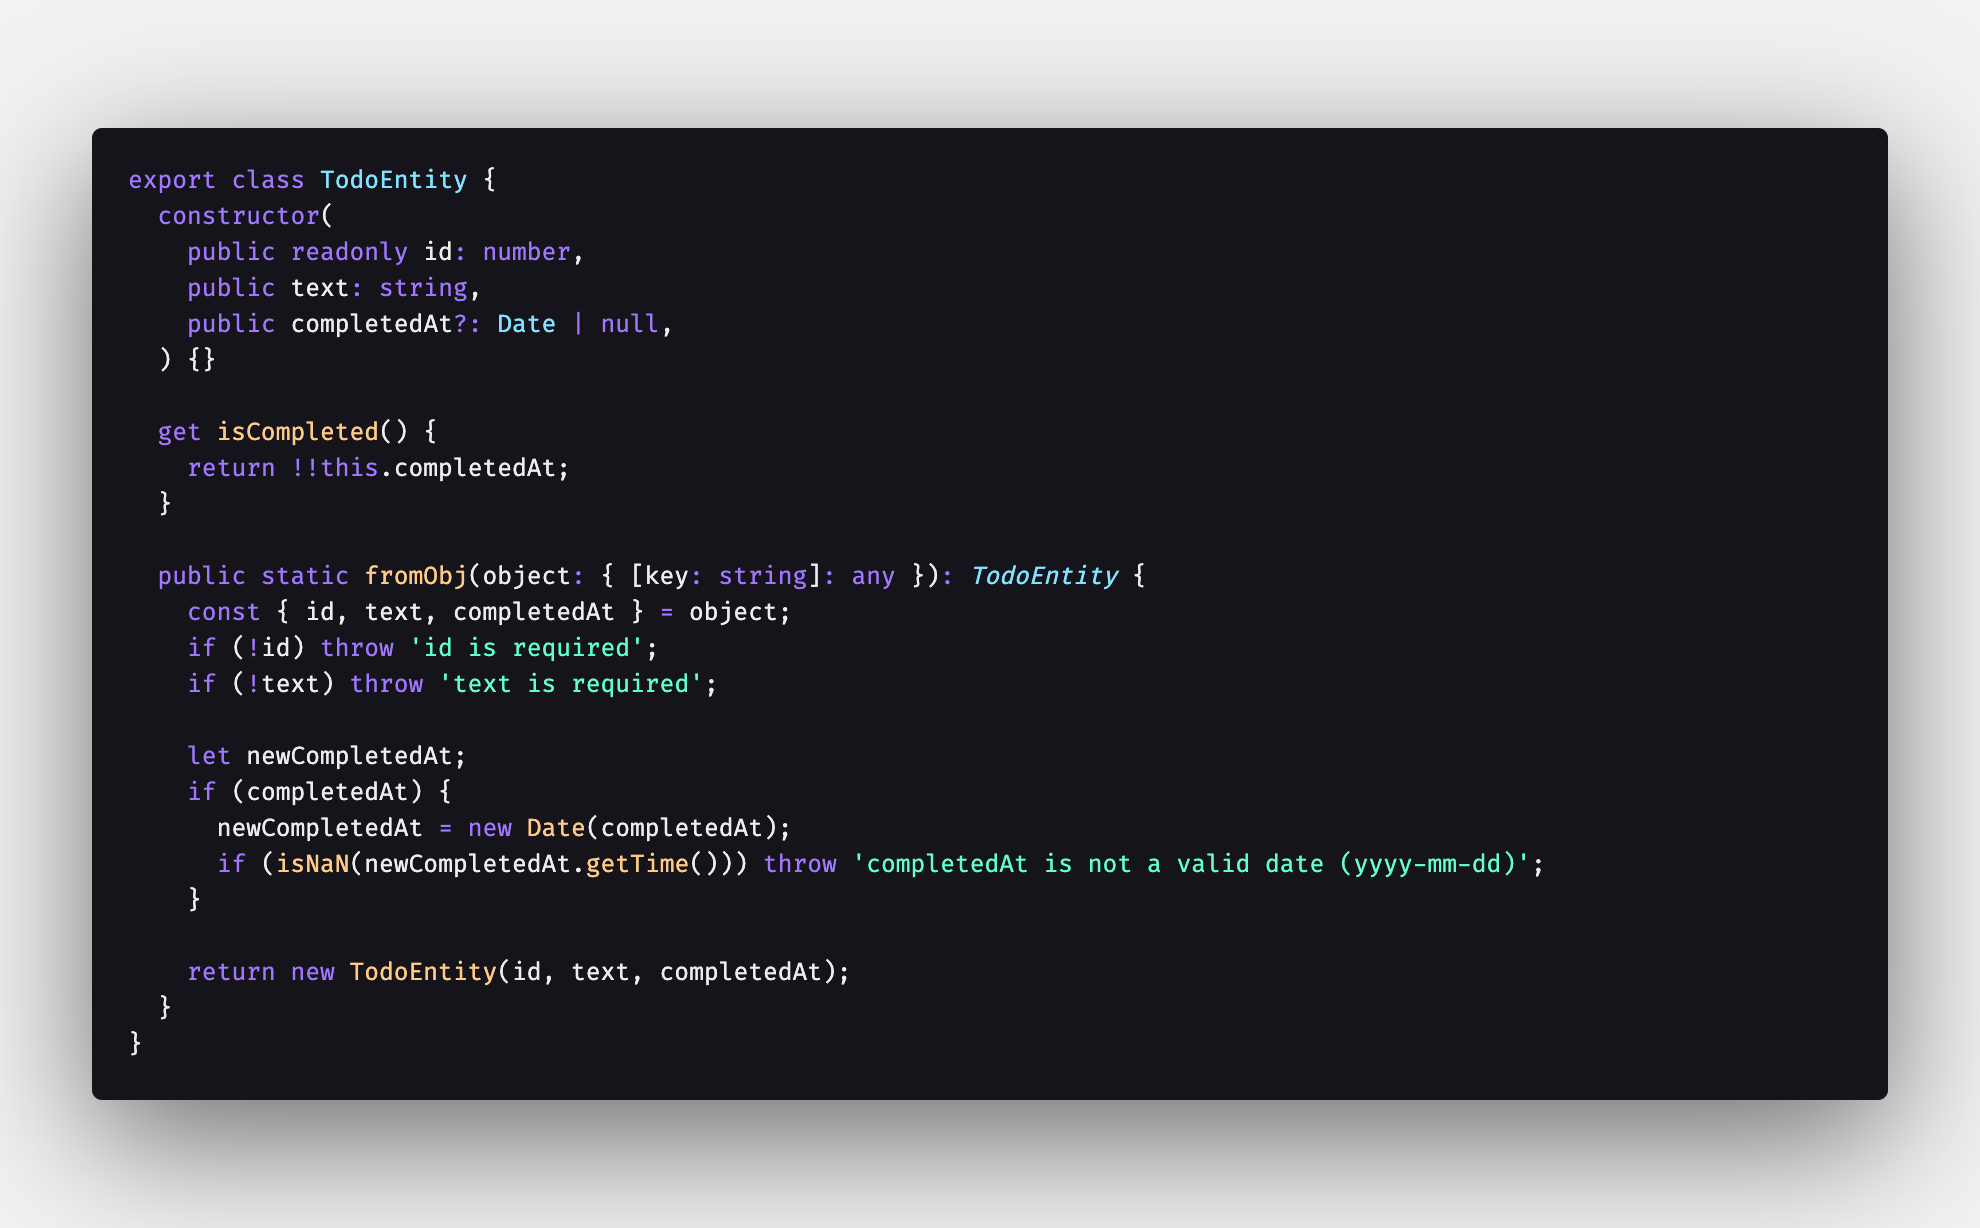 export class TodoEntity {
  constructor(
    public readonly id: number,
    public text: string,
    public completedAt?: Date | null,
  ) {}

  get isCompleted() {
    return !!this.completedAt;
  }

  public static fromObj(object: { [key: string]: any }): TodoEntity {
    const { id, text, completedAt } = object;
    if (!id) throw 'id is required';
    if (!text) throw 'text is required';

    let newCompletedAt;
    if (completedAt) {
      newCompletedAt = new Date(completedAt);
      if (isNaN(newCompletedAt.getTime())) throw 'completedAt is not a valid date (yyyy-mm-dd)';
    }

    return new TodoEntity(id, text, completedAt);
  }
}